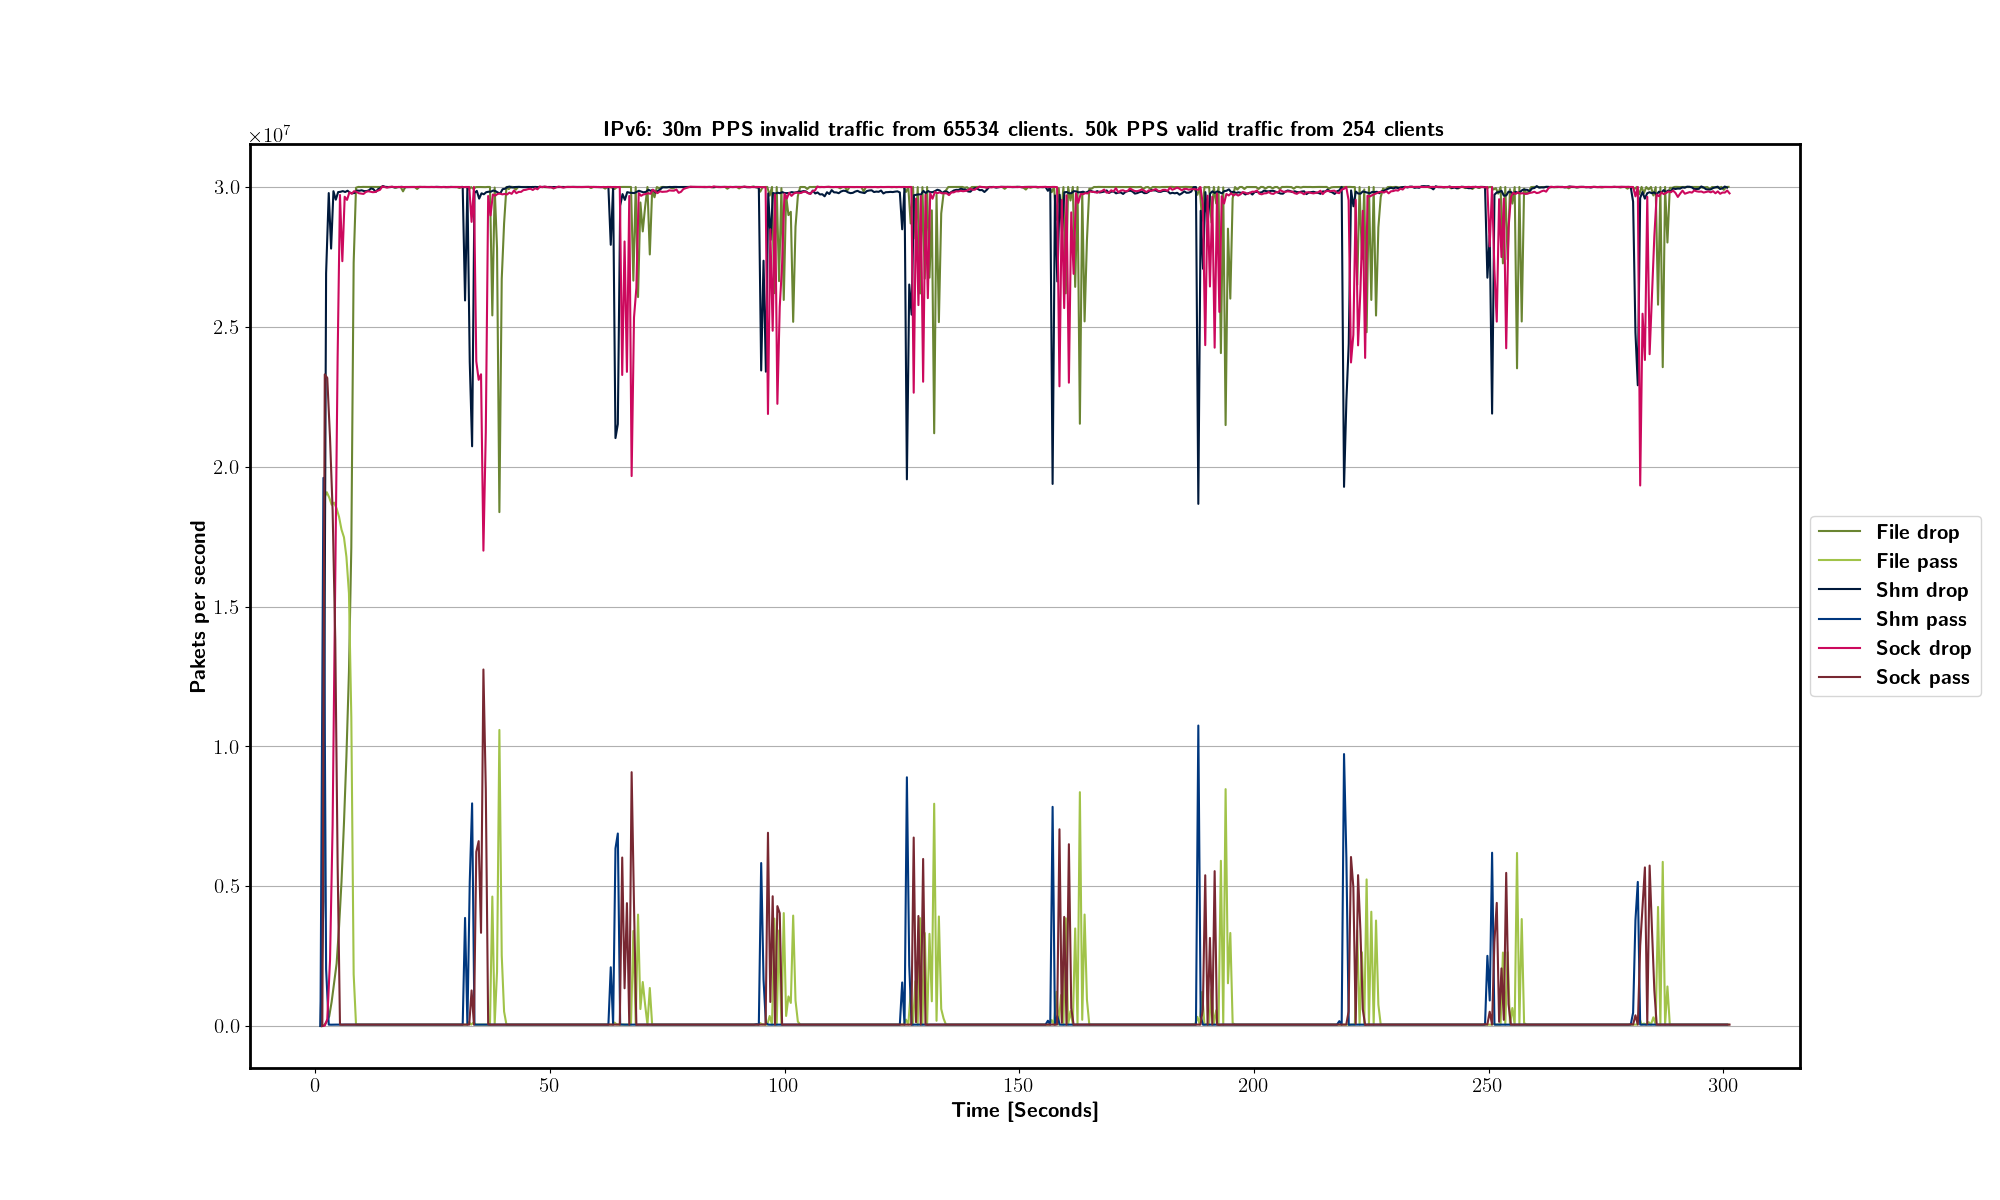 IPv6: 30m PPS invalid traffic from 65534 clients. 50k PPS valid traffic from 254 clients
×10⁷
3.0
2.5
2.0
1.5
1.0
0.5
0.0
Pakets per second
0 50 100 150 200 250 300
Time [Seconds]
File drop
File pass
Shm drop
Shm pass
Sock drop
Sock pass